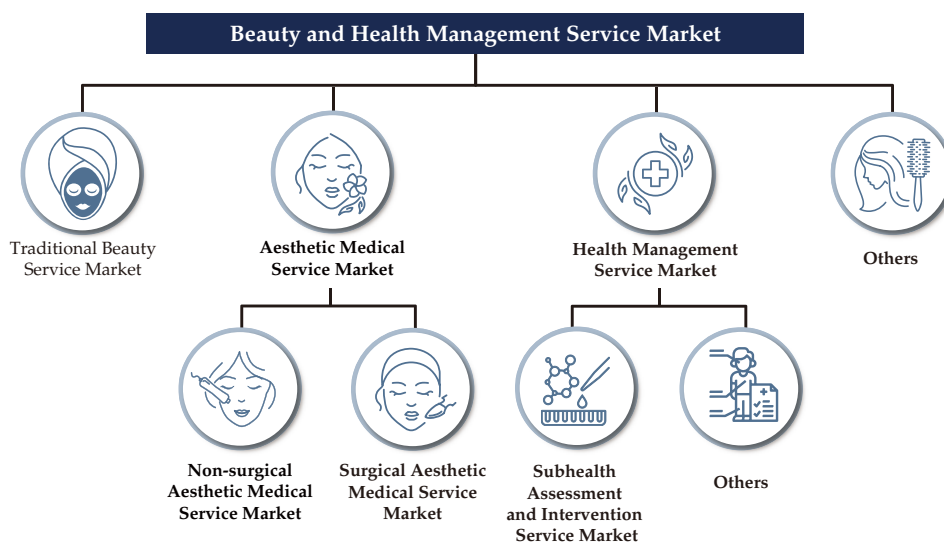 Beauty and Health Management Service Market
Traditional Beauty
Service Market
Aesthetic Medical
Service Market
Health Management
Service Market
Others
Non-surgical
Aesthetic Medical
Service Market
Surgical Aesthetic
Medical Service
Market
Subhealth
Assessment
and Intervention
Service Market
Others